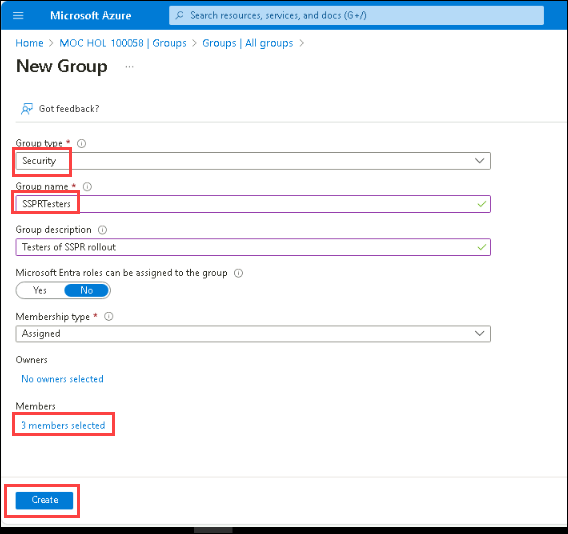 Microsoft Azure
Search resources, services, and docs (G+/)
Home > MOC HOL 100058 | Groups > Groups | All groups >
New Group ...
Got feedback?
Group type *
Security
Group name *
SSPRTesters
Group description
Testers of SSPR rollout
Microsoft Entra roles can be assigned to the group
Yes No
Membership type *
Assigned
Owners
No owners selected
Members
3 members selected
Create